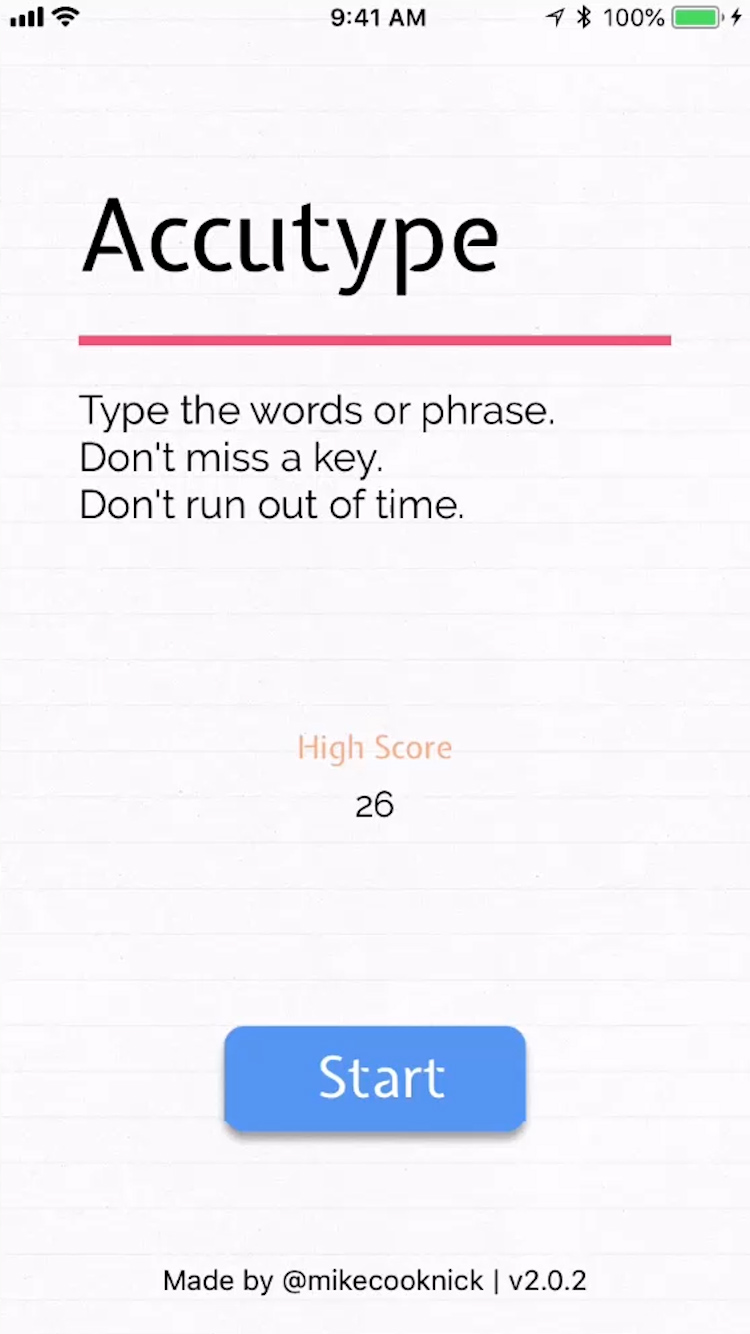 9:41 AM
100%
Accutype
Type the words or phrase.
Don't miss a key.
Don't run out of time.
High Score
26
Start
Made by @mikecooknick | v2.0.2